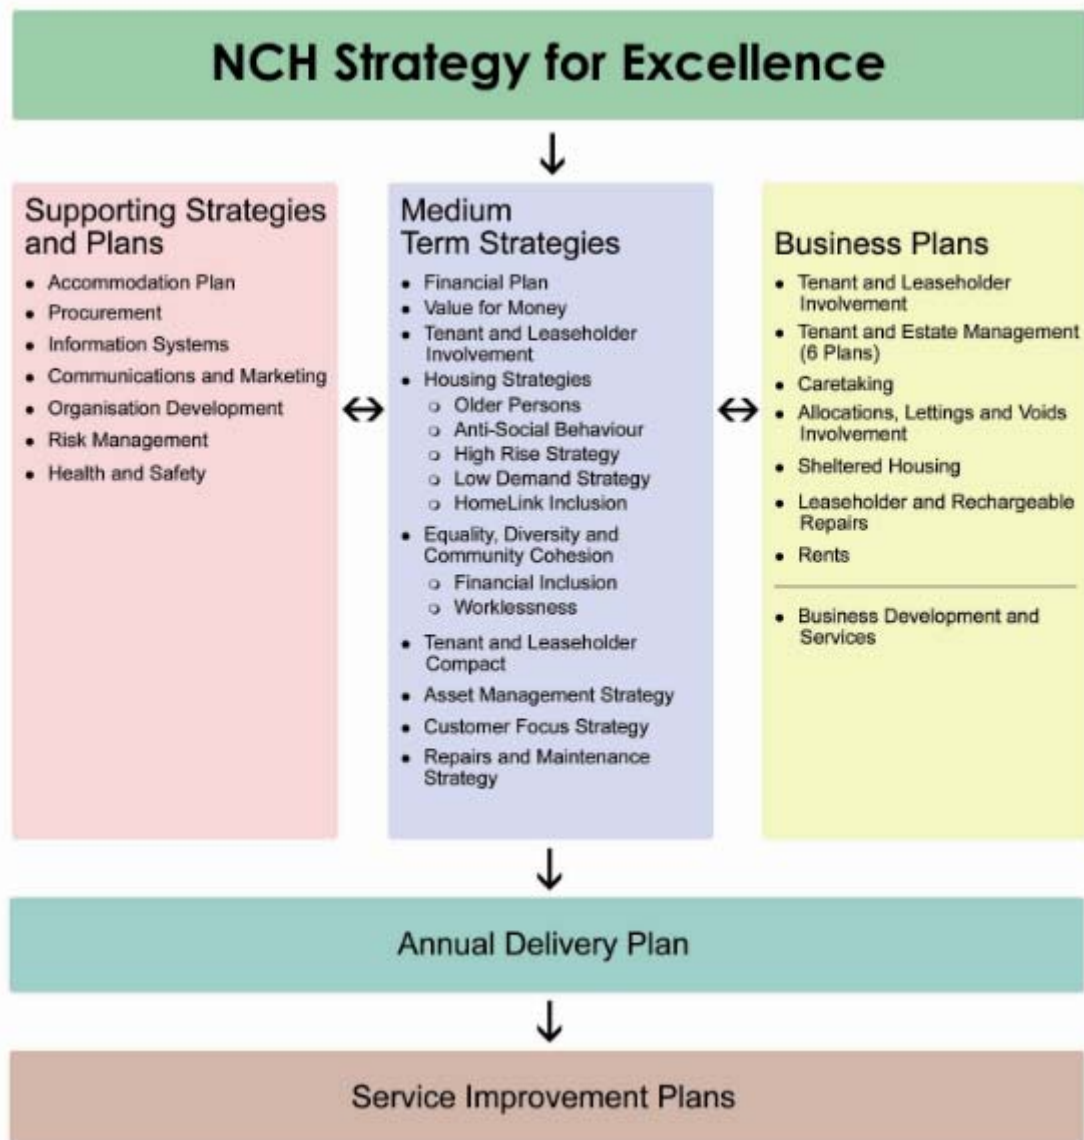 NCH Strategy for Excellence
Supporting Strategies
and Plans
• Accommodation Plan
• Procurement
• Information Systems
• Communications and Marketing
• Organisation Development
• Risk Management
• Health and Safety
Medium
Term Strategies
• Financial Plan
• Value for Money
• Tenant and Leaseholder
Involvement
• Housing Strategies
○ Older Persons
○ Anti-Social Behaviour
○ High Rise Strategy
○ Low Demand Strategy
○ HomeLink Inclusion
• Equality, Diversity and
Community Cohesion
○ Financial Inclusion
○ Worklessness
• Tenant and Leaseholder
Compact
• Asset Management Strategy
• Customer Focus Strategy
• Repairs and Maintenance
Strategy
Business Plans
• Tenant and Leaseholder
Involvement
• Tenant and Estate Management
(6 Plans)
• Caretaking
• Allocations, Lettings and Voids
Involvement
• Sheltered Housing
• Leaseholder and Rechargeable
Repairs
• Rents
• Business Development and
Services
Annual Delivery Plan
Service Improvement Plans